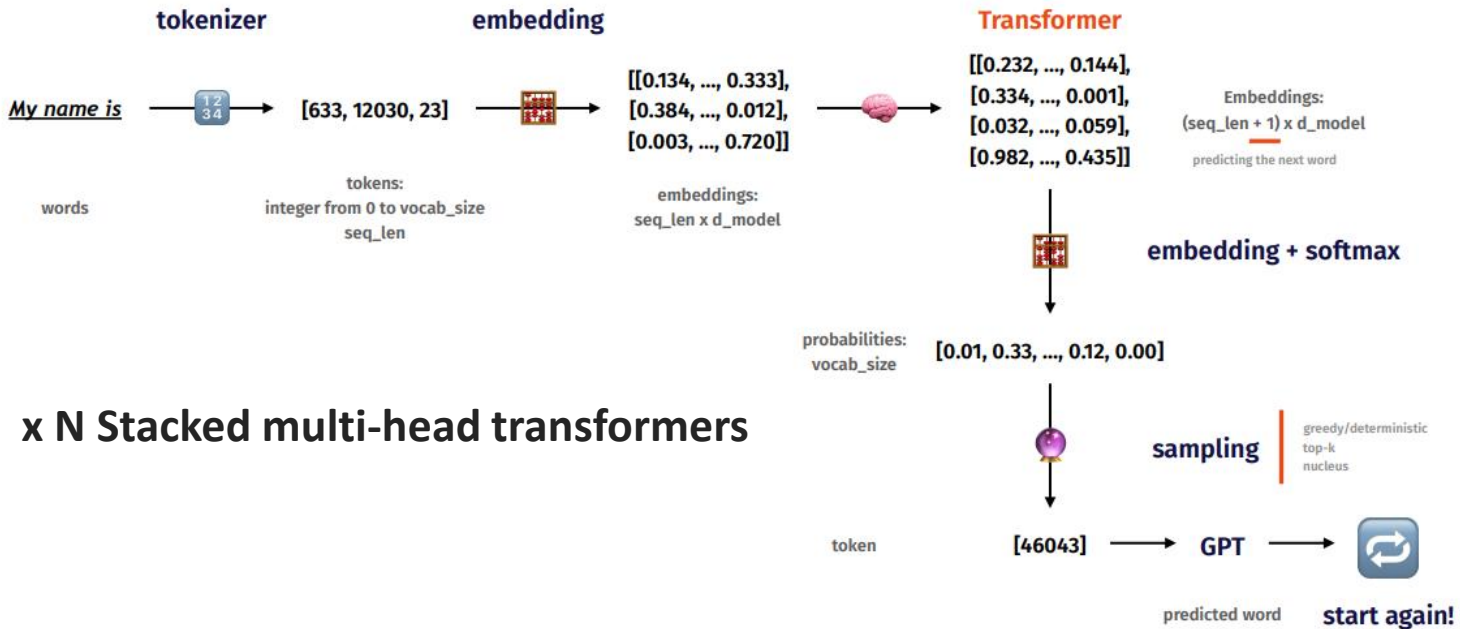 tokenizer
embedding
Transformer
My name is
1234
[633, 12030, 23]
[[0.134, ..., 0.333],
[0.384, ..., 0.012],
[0.003, ..., 0.720]]
[[0.232, ..., 0.144],
[0.334, ..., 0.001],
[0.032, ..., 0.059],
[0.982, ..., 0.435]]
Embeddings:
(seq_len + 1) x d_model
predicting the next word
words
tokens:
integer from 0 to vocab_size
seq_len
embeddings:
seq_len x d_model
embedding + softmax
probabilities:
vocab_size
[0.01, 0.33, ..., 0.12, 0.00]
x N Stacked multi-head transformers
sampling
greedy/deterministic
top-k
nucleus
token
[46043]
GPT
predicted word
start again!